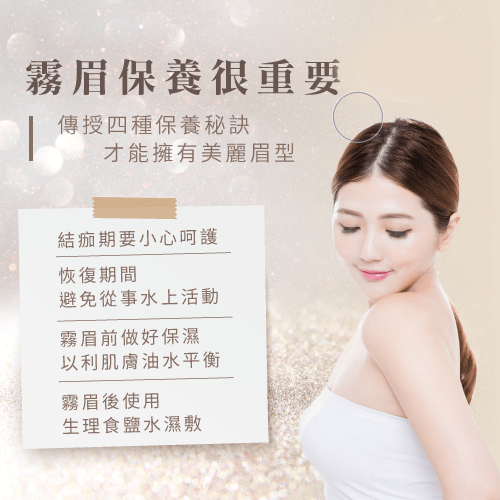 霧眉保養很重要
傳授四種保養秘訣
才能擁有美麗眉型
結痂期要小心呵護
恢復期間
避免從事水上活動
霧眉前做好保濕
以利肌膚油水平衡
霧眉後使用
生理食鹽水濕敷